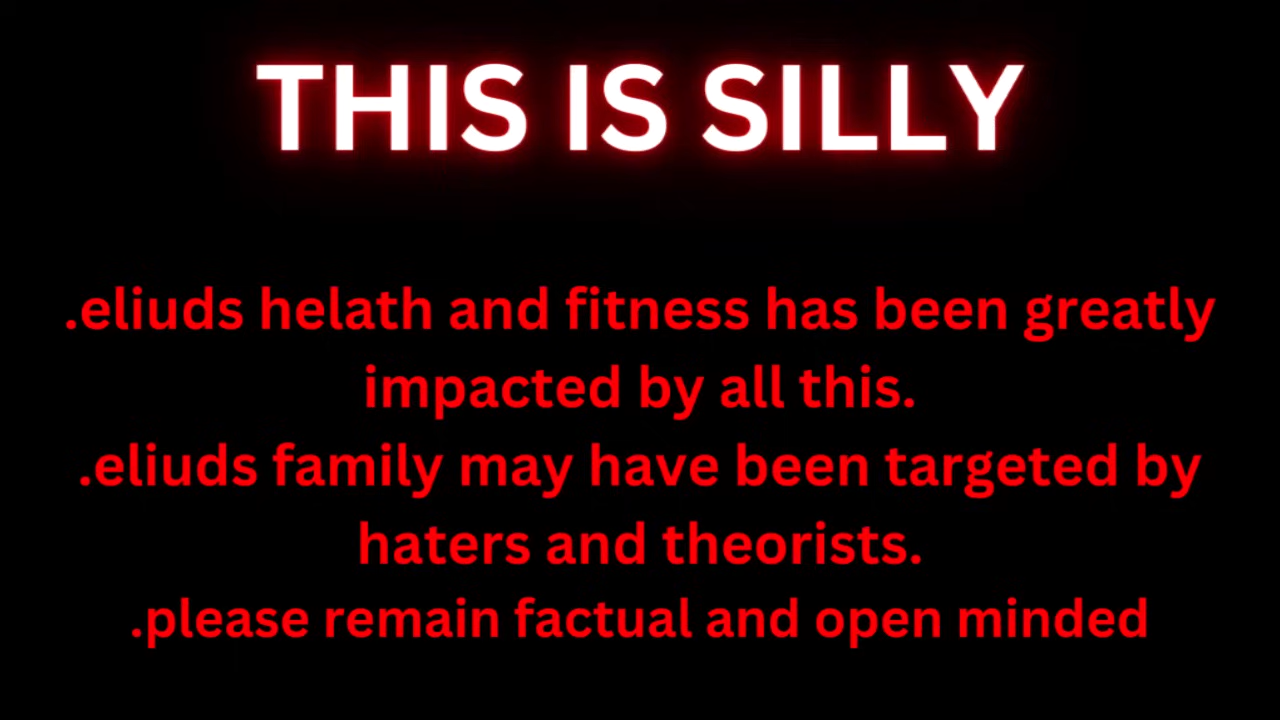 THIS IS SILLY
.eliuds helath and fitness has been greatly
impacted by all this.
.eliuds family may have been targeted by
haters and theorists.
.please remain factual and open minded